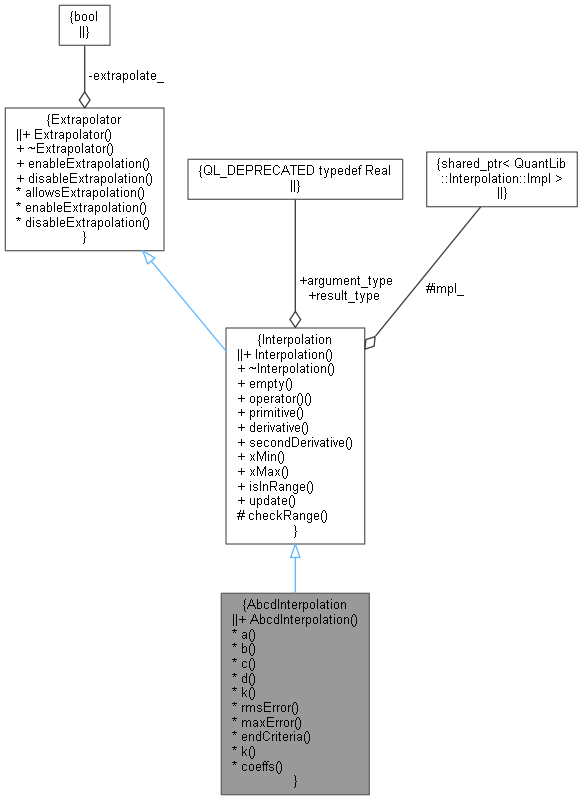 {bool
||}
-extrapolate_
{Extrapolator
||+ Extrapolator()
+ ~Extrapolator()
+ enableExtrapolation()
+ disableExtrapolation()
* allowsExtrapolation()
* enableExtrapolation()
* disableExtrapolation()
}
{QL_DEPRECATED typedef Real
||}
{shared_ptr< QuantLib
::Interpolation::Impl >
||}
+argument_type
+result_type
#impl_
{Interpolation
||+ Interpolation()
+ ~Interpolation()
+ empty()
+ operator()()
+ primitive()
+ derivative()
+ secondDerivative()
+ xMin()
+ xMax()
+ isInRange()
+ update()
# checkRange()
}
{AbcdInterpolation
||+ AbcdInterpolation()
* a()
* b()
* c()
* d()
* k()
* rmsError()
* maxError()
* endCriteria()
* k()
* coeffs()
}